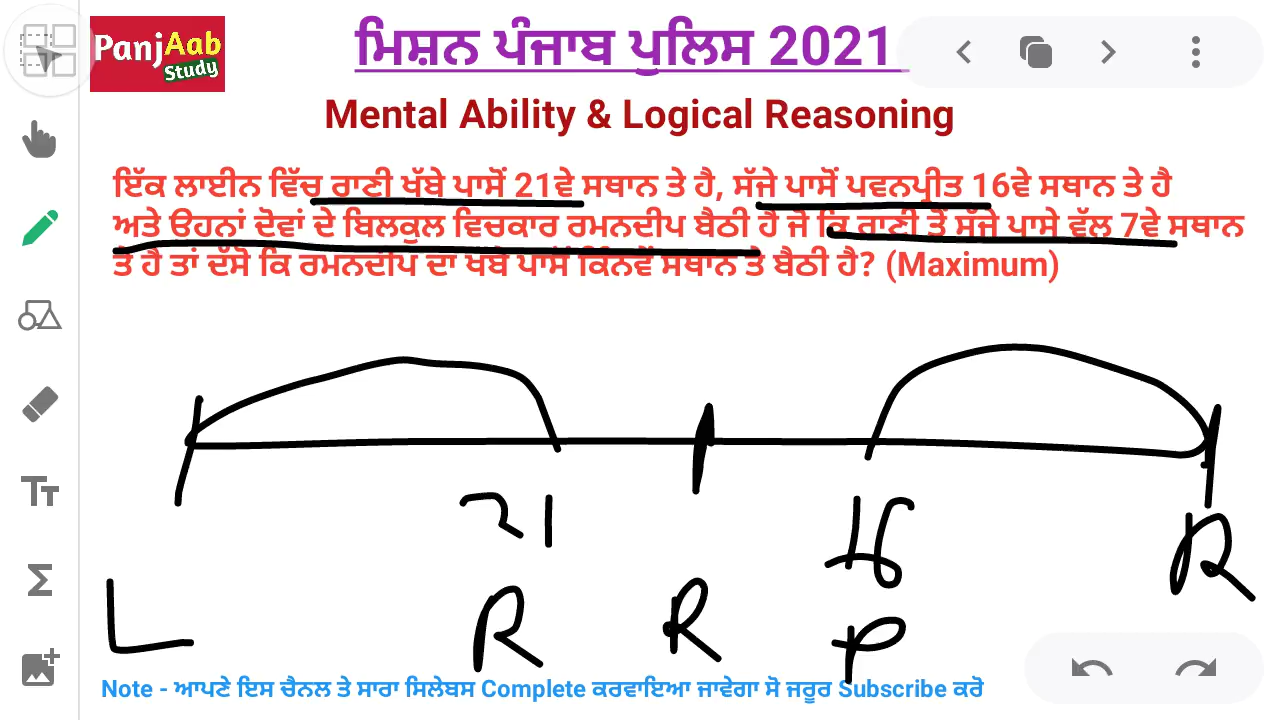 PanjAab
Study
ਮਿਸ਼ਨ ਪੰਜਾਬ ਪੁਲਿਸ 2021
Mental Ability & Logical Reasoning
ਇੱਕ ਲਾਈਨ ਵਿੱਚ ਰਾਣੀ ਖੱਬੇ ਪਾਸੋਂ 21ਵੇ ਸਥਾਨ ਤੇ ਹੈ, ਸੱਜੇ ਪਾਸੋਂ ਪਵਨਪ੍ਰੀਤ 16ਵੇ ਸਥਾਨ ਤੇ ਹੈ
ਅਤੇ ਉਹਨਾਂ ਦੋਵਾਂ ਦੇ ਬਿਲਕੁਲ ਵਿਚਕਾਰ ਰਮਨਦੀਪ ਬੈਠੀ ਹੈ ਜੋ ਕਿ ਰਾਣੀ ਤੋਂ ਸੱਜੇ ਪਾਸੇ ਵੱਲ 7ਵੇ ਸਥਾਨ
ਤੇ ਹੈ ਤਾਂ ਦੱਸੋ ਕਿ ਰਮਨਦੀਪ ਦਾ ਖੱਬੇ ਪਾਸੋਂ ਕਿੰਨਵੇਂ ਸਥਾਨ ਤੇ ਬੈਠੀ ਹੈ? (Maximum)
21 16
L R R P R
Note - ਆਪਣੇ ਇਸ ਚੈਨਲ ਤੇ ਸਾਰਾ ਸਿਲੇਬਸ Complete ਕਰਵਾਇਆ ਜਾਵੇਗਾ ਸੋ ਜਰੂਰ Subscribe ਕਰੋ